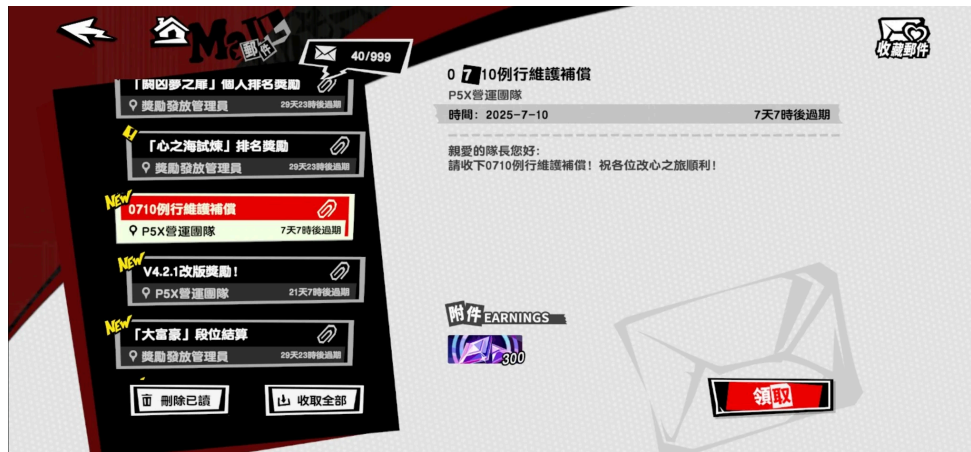 Mail
郵件
40/999
收藏郵件
「閼凶夢之扉」個人排名獎勵
獎勵發放管理員 29天23時後過期
「心之海試煉」排名獎勵
獎勵發放管理員 29天23時後過期
NEW
0710例行維護補償
P5X營運團隊 7天7時後過期
NEW
V4.2.1改版獎勵!
P5X營運團隊 21天7時後過期
NEW
「大富豪」段位結算
獎勵發放管理員 29天23時後過期
刪除已讀
收取全部
0710例行維護補償
P5X營運團隊
時間: 2025-7-10 7天7時後過期
親愛的隊長您好:
請收下0710例行維護補償! 祝各位改心之旅順利!
附件 EARNINGS
300
領取